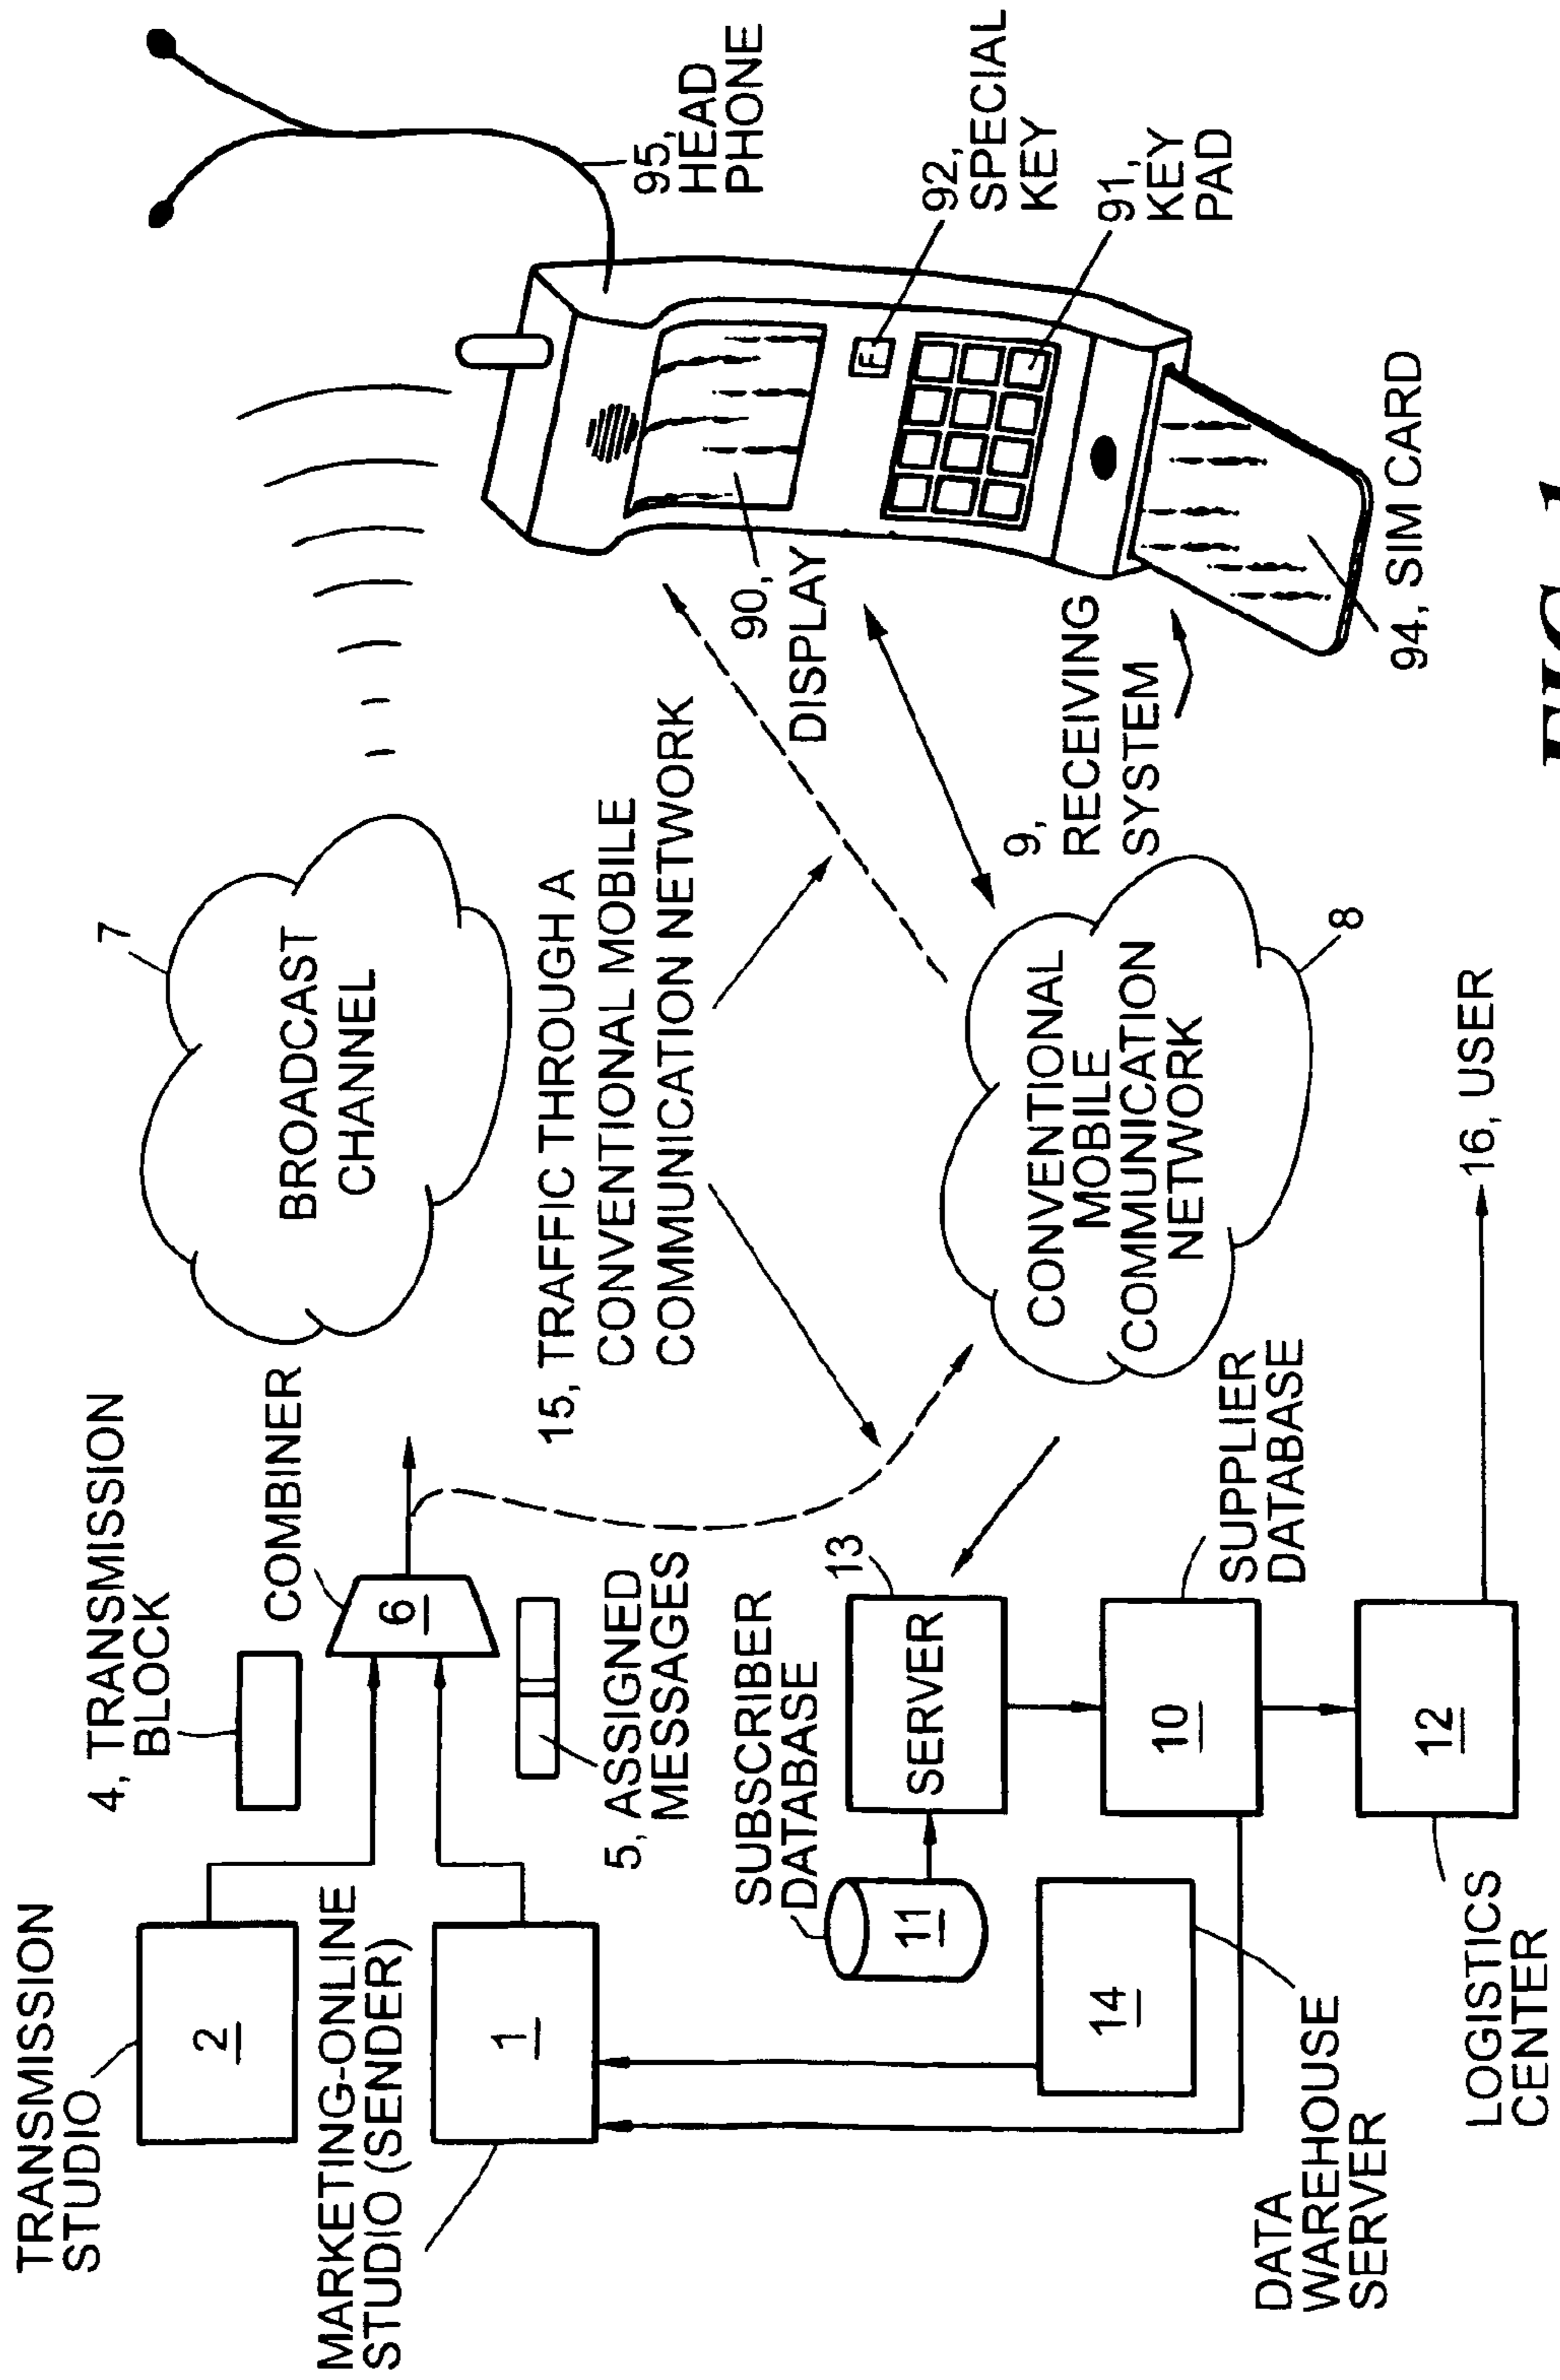 TRANSMISSION
STUDIO
2
4, TRANSMISSION
BLOCK
COMBINER
6
7
BROADCAST
CHANNEL
95,
HEAD
PHONE
MARKETING-ONLINE
STUDIO (SENDER)
1
5, ASSIGNED
MESSAGES
15, TRAFFIC THROUGH A
CONVENTIONAL MOBILE
COMMUNICATION NETWORK
90,
DISPLAY
F
92,
SPECIAL
KEY
91,
KEY
PAD
SUBSCRIBER
DATABASE
11
13
SERVER
CONVENTIONAL
MOBILE
COMMUNICATION
NETWORK
8
9,
RECEIVING
SYSTEM
14
10
SUPPLIER
DATABASE
94, SIM CARD
DATA
WAREHOUSE
SERVER
12
LOGISTICS
CENTER
16, USER